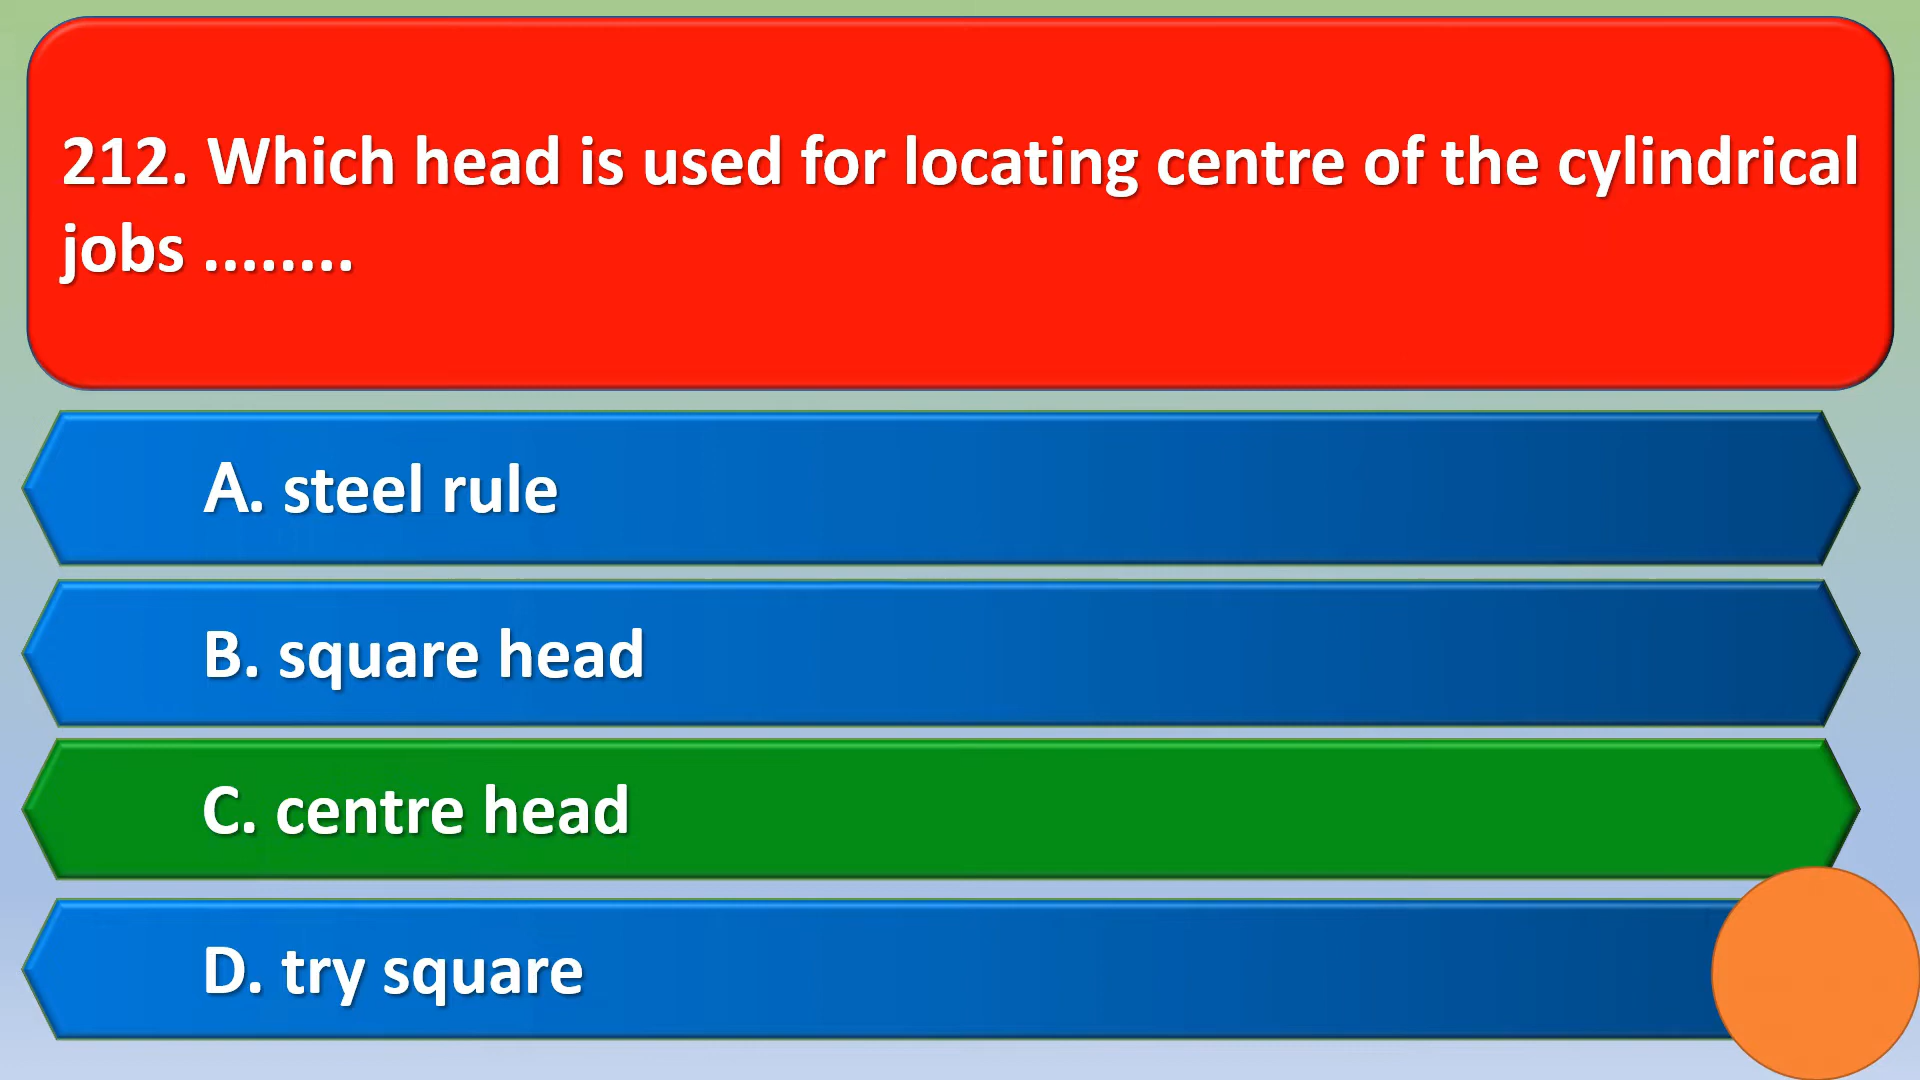 212. Which head is used for locating centre of the cylindrical
jobs ........
A. steel rule
B. square head
C. centre head
D. try square